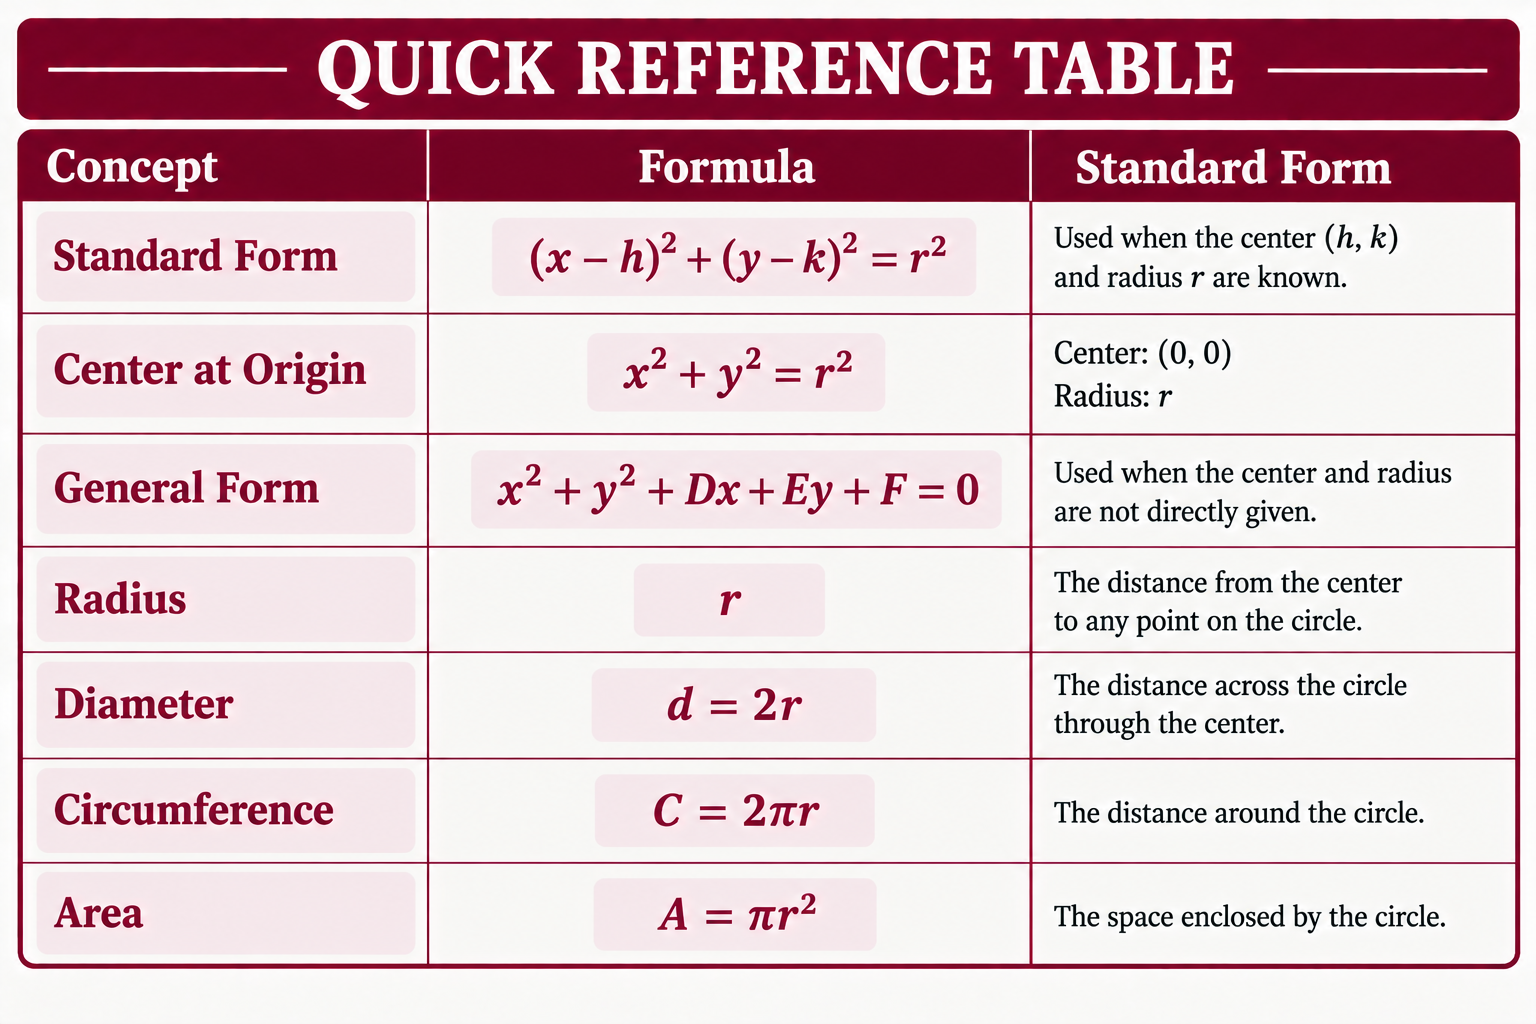 QUICK REFERENCE TABLE
Concept
Formula
Standard Form
Standard Form
(x − h)² + (y − k)² = r²
Used when the center (h, k)
and radius r are known.
Center at Origin
x² + y² = r²
Center: (0, 0)
Radius: r
General Form
x² + y² + Dx + Ey + F = 0
Used when the center and radius
are not directly given.
Radius
r
The distance from the center
to any point on the circle.
Diameter
d = 2r
The distance across the circle
through the center.
Circumference
C = 2πr
The distance around the circle.
Area
A = πr²
The space enclosed by the circle.